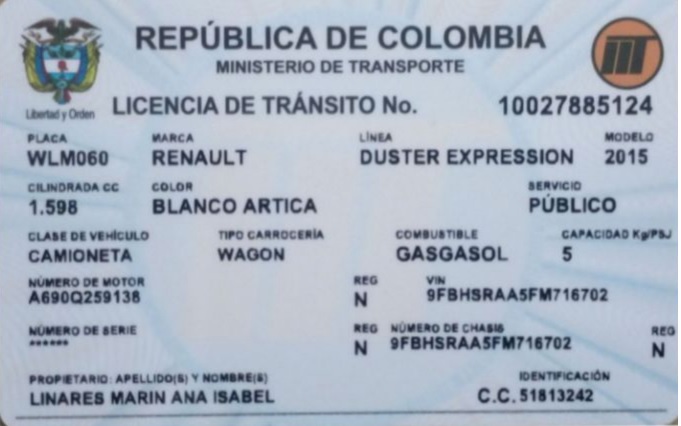 REPÚBLICA DE COLOMBIA
MINISTERIO DE TRANSPORTE
Libertad y Orden
LICENCIA DE TRÁNSITO No. 10027885124
PLACA MARCA LÍNEA MODELO
WLM060 RENAULT DUSTER EXPRESSION 2015
CILINDRADA CC COLOR SERVICIO
1.598 BLANCO ARTICA PÚBLICO
CLASE DE VEHÍCULO TIPO CARROCERÍA COMBUSTIBLE CAPACIDAD Kg/PSJ
CAMIONETA WAGON GASGASOL 5
NÚMERO DE MOTOR REG VIN
A690Q259138 N 9FBHSRAA5FM716702
NÚMERO DE SERIE REG NÚMERO DE CHASIS REG
****** N 9FBHSRAA5FM716702 N
PROPIETARIO: APELLIDO(S) Y NOMBRE(S) IDENTIFICACIÓN
LINARES MARIN ANA ISABEL C.C. 51813242